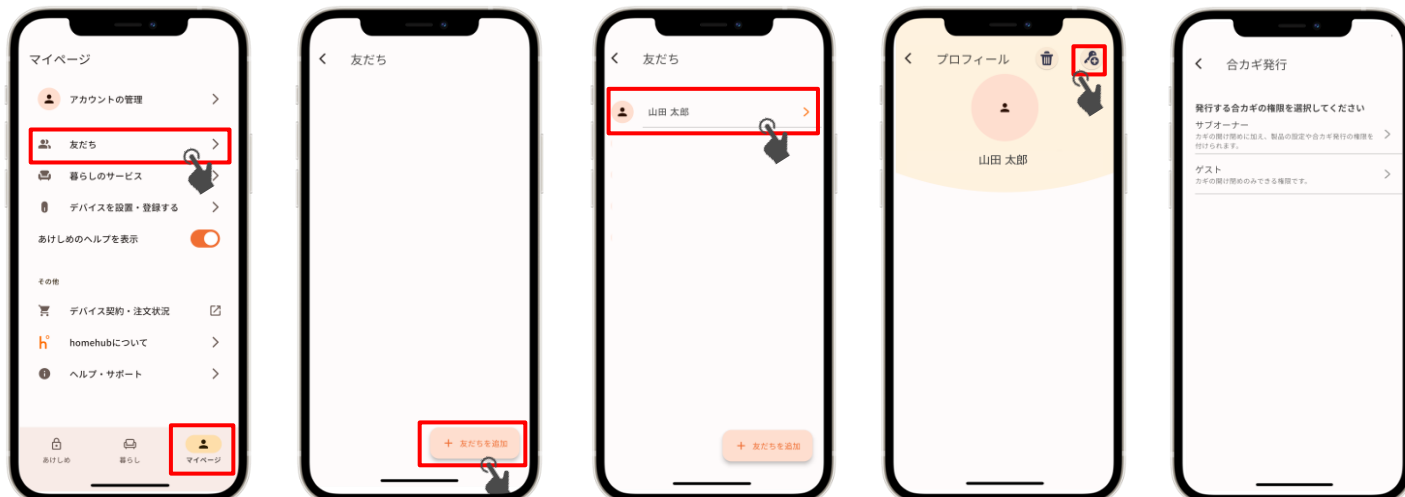 マイページ
アカウントの管理
友だち
暮らしのサービス
デバイスを設置・登録する
あけしめのヘルプを表示
その他
デバイス契約・注文状況
homehubについて
ヘルプ・サポート
あけしめ
暮らし
マイページ
友だち
+ 友だちを追加
友だち
山田 太郎
+ 友だちを追加
プロフィール
山田 太郎
合カギ発行
発行する合カギの権限を選択してください
サブオーナー
カギの開け閉めに加え、製品の設定や合カギ発行の権限を
付けられます。
ゲスト
カギの開け閉めのみできる権限です。